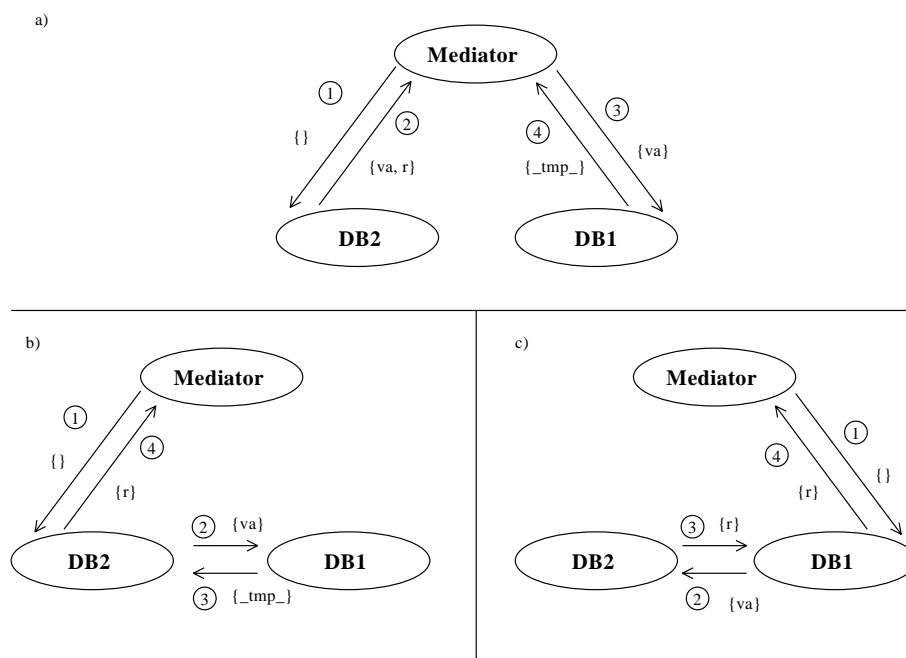 a)
Mediator
①
②
③
④
{}
{va, r}
{_tmp_}
{va}
DB2
DB1
b)
Mediator
①
④
{}
{r}
② {va}
DB2
DB1
③ {_tmp_}
c)
Mediator
①
④
{}
{r}
③ {r}
DB2
DB1
② {va}